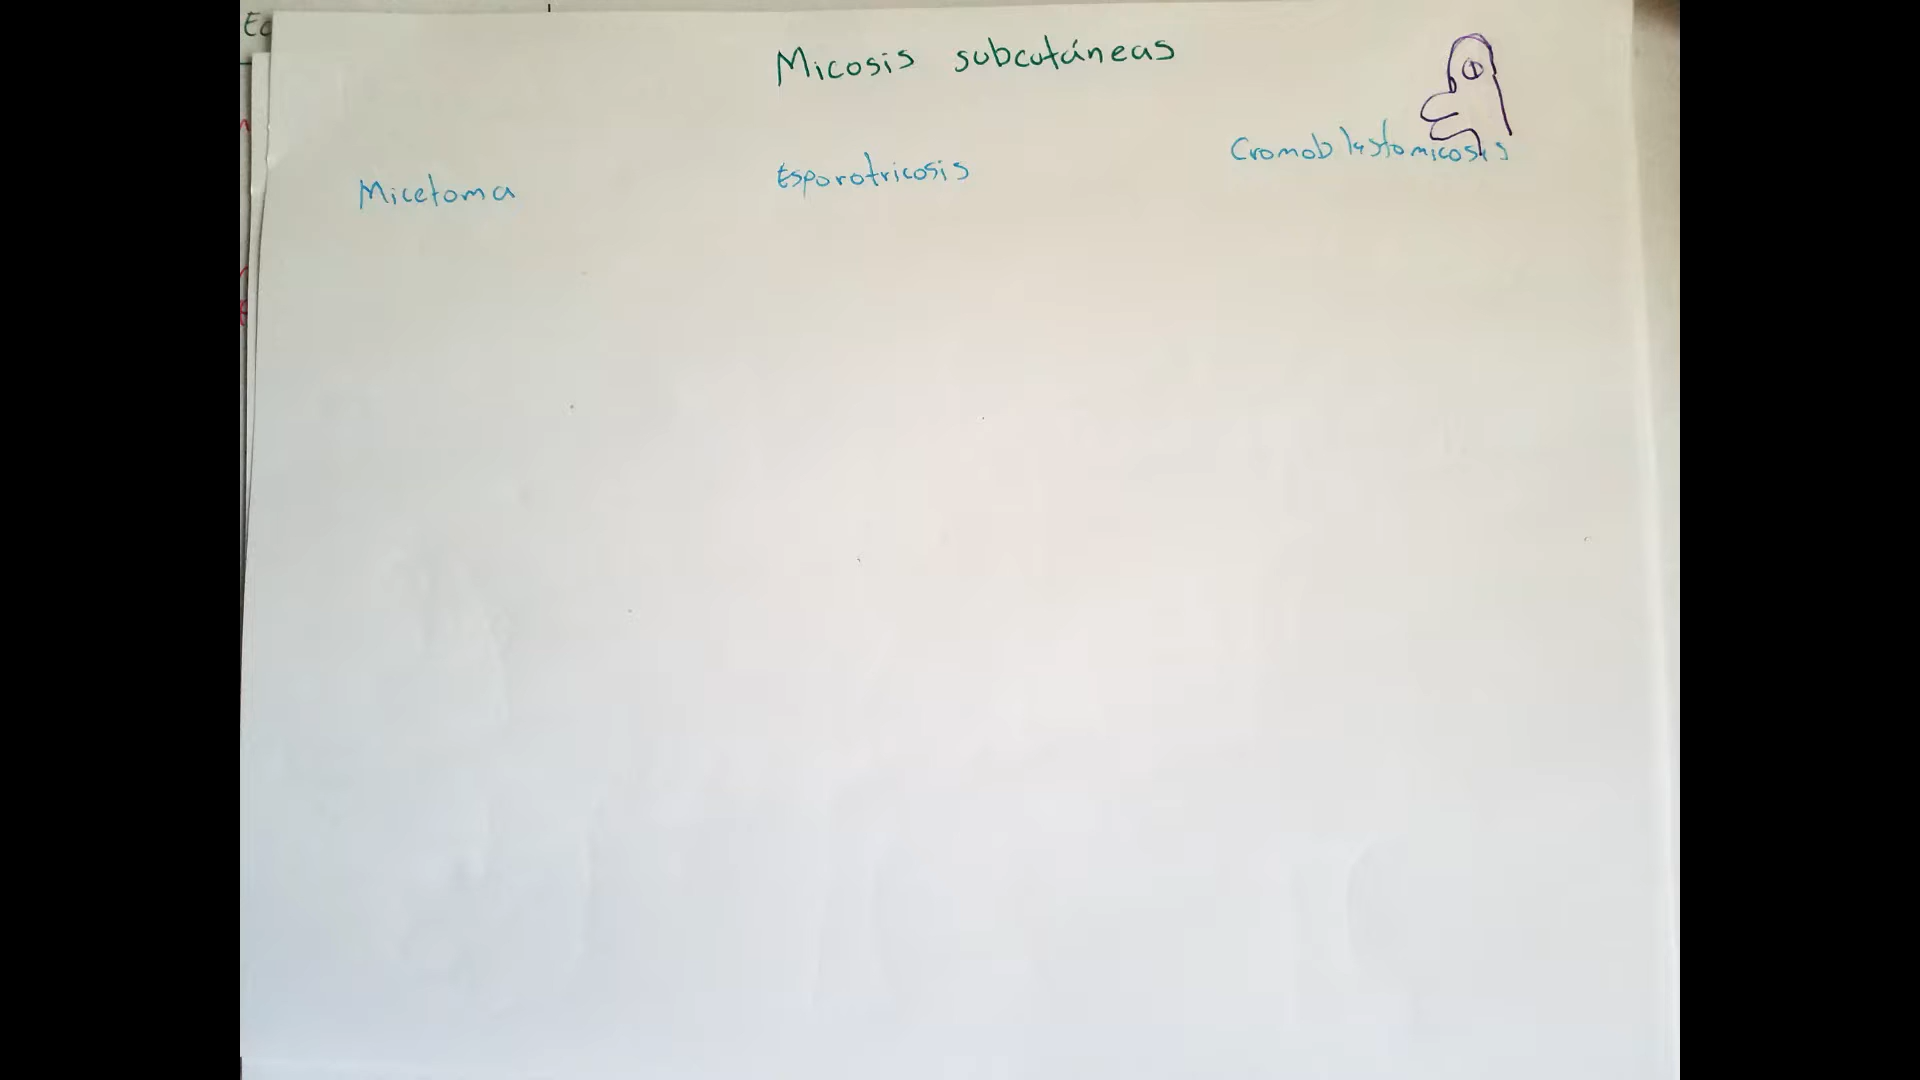 Micosis subcutáneas
Micetoma
Esporotricosis
Cromoblastomicosis